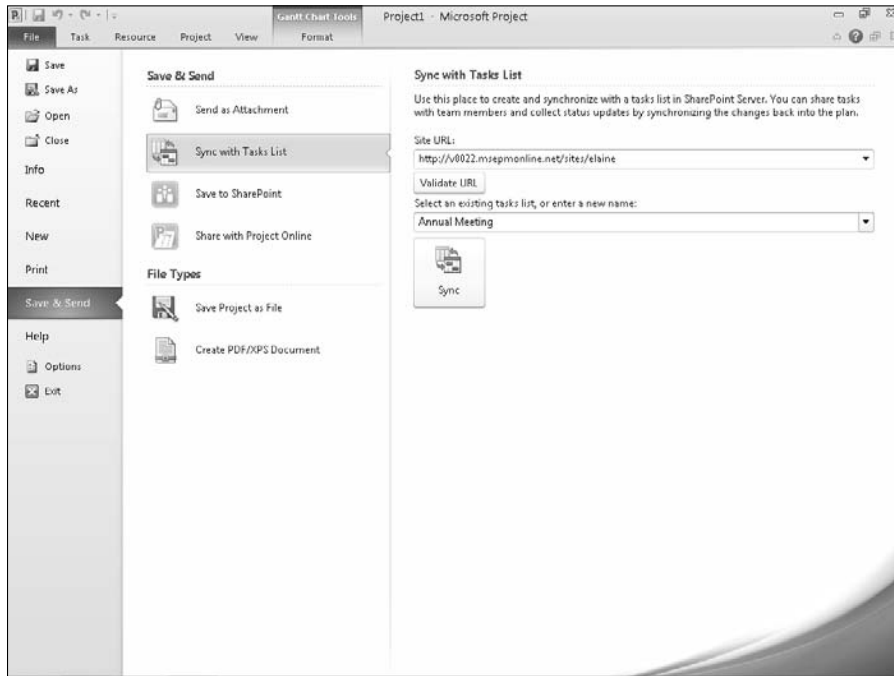 Gantt Chart Tools
Project1 - Microsoft Project
File Task Resource Project View Format
Save
Save As
Open
Close
Info
Recent
New
Print
Save & Send
Help
Options
Exit
Save & Send
Send as Attachment
Sync with Tasks List
Save to SharePoint
Share with Project Online
File Types
Save Project as File
Create PDF/XPS Document
Sync with Tasks List
Use this place to create and synchronize with a tasks list in SharePoint Server. You can share tasks
with team members and collect status updates by synchronizing the changes back into the plan.
Site URL:
http://v0022.msepmonline.net/sites/elaine
Validate URL
Select an existing tasks list, or enter a new name:
Annual Meeting
Sync